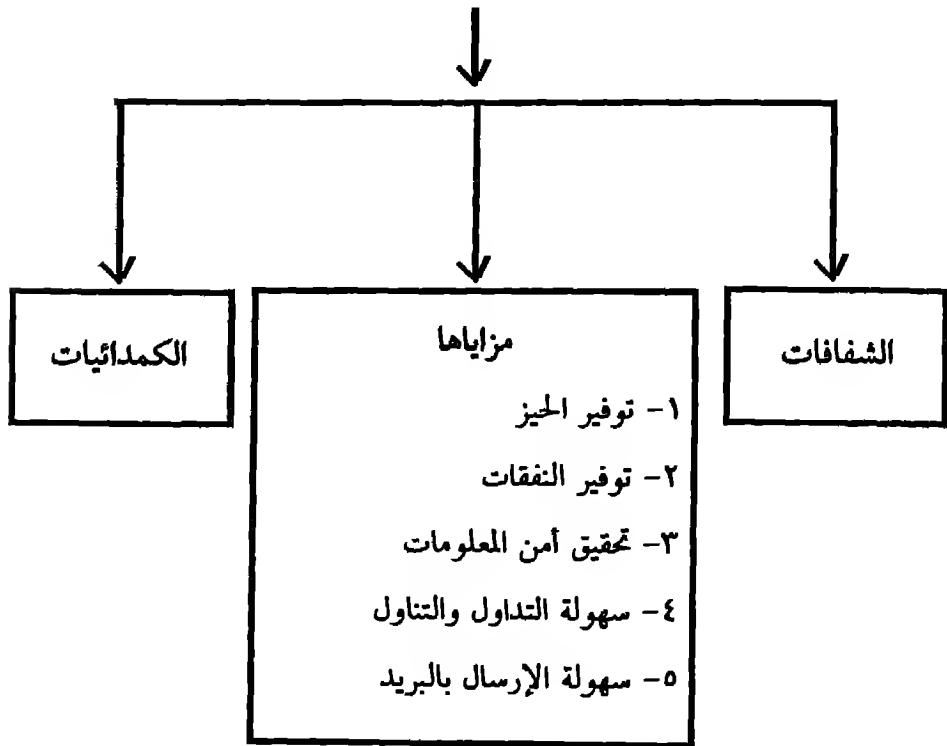 الشفافات
مزاياها
١- توفير الحيز
٢- توفير النفقات
٣- تحقيق أمن المعلومات
٤- سهولة التداول والتناول
٥- سهولة الإرسال بالبريد
الكمدائيات